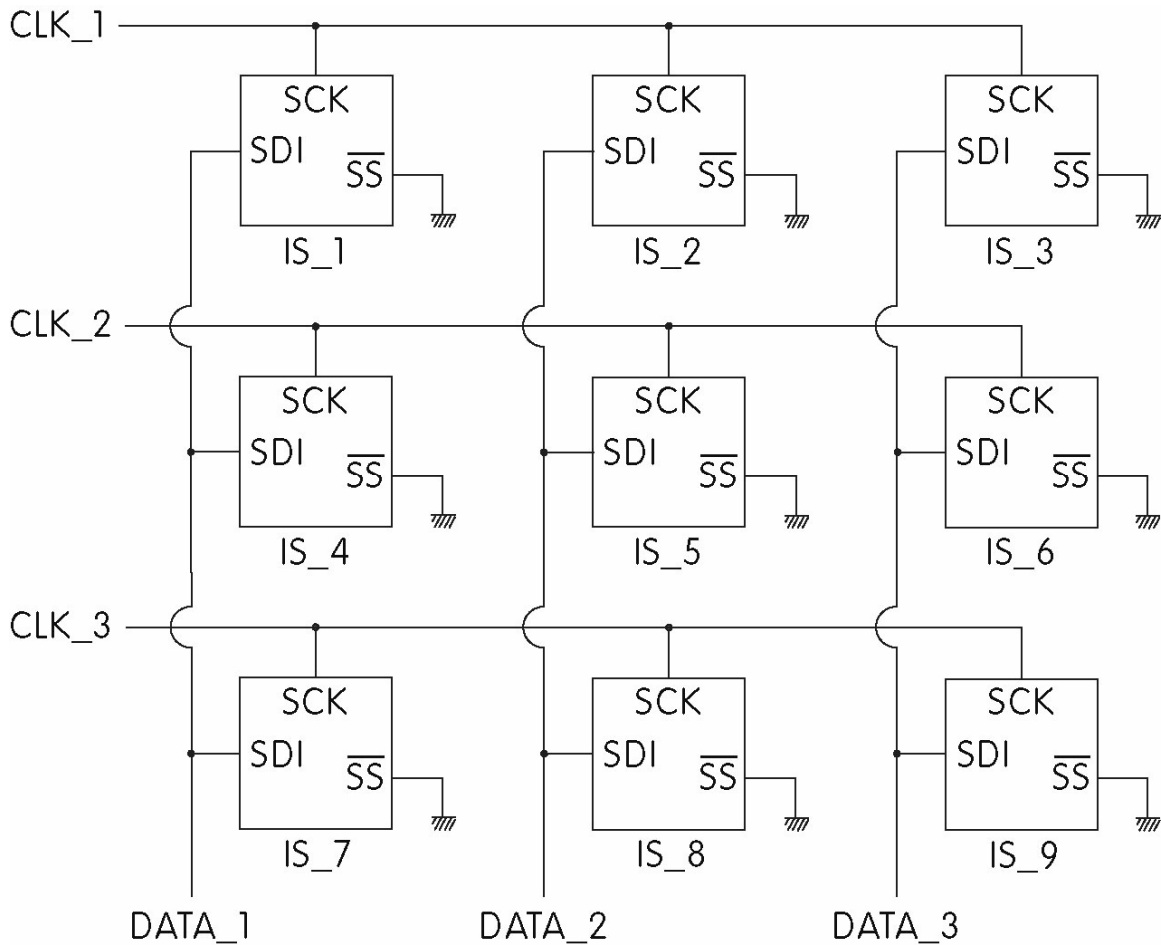 CLK_1
SCK SCK SCK
SDI SS SDI SS SDI SS
IS_1 IS_2 IS_3
CLK_2
SCK SCK SCK
SDI SS SDI SS SDI SS
IS_4 IS_5 IS_6
CLK_3
SCK SCK SCK
SDI SS SDI SS SDI SS
IS_7 IS_8 IS_9
DATA_1 DATA_2 DATA_3